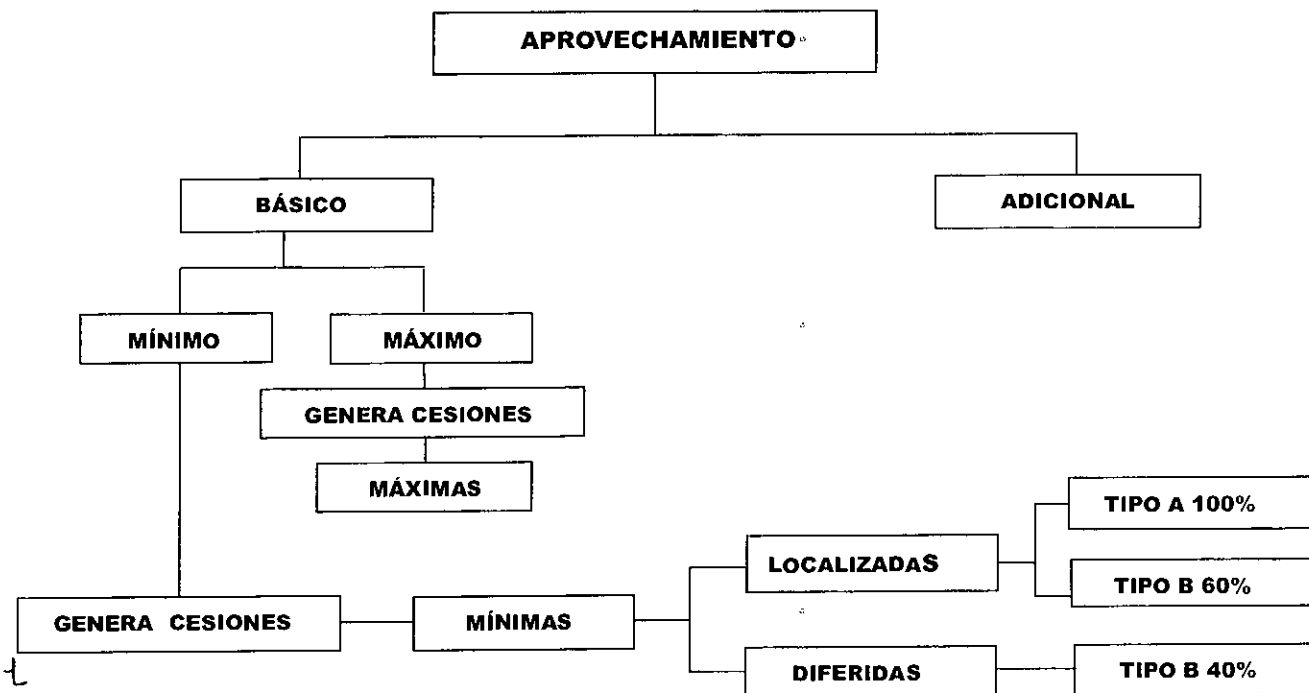 APROVECHAMIENTO
BÁSICO
ADICIONAL
MÍNIMO
MÁXIMO
GENERA CESIONES
MÁXIMAS
TIPO A 100%
LOCALIZADAS
TIPO B 60%
GENERA CESIONES
MÍNIMAS
DIFERIDAS
TIPO B 40%